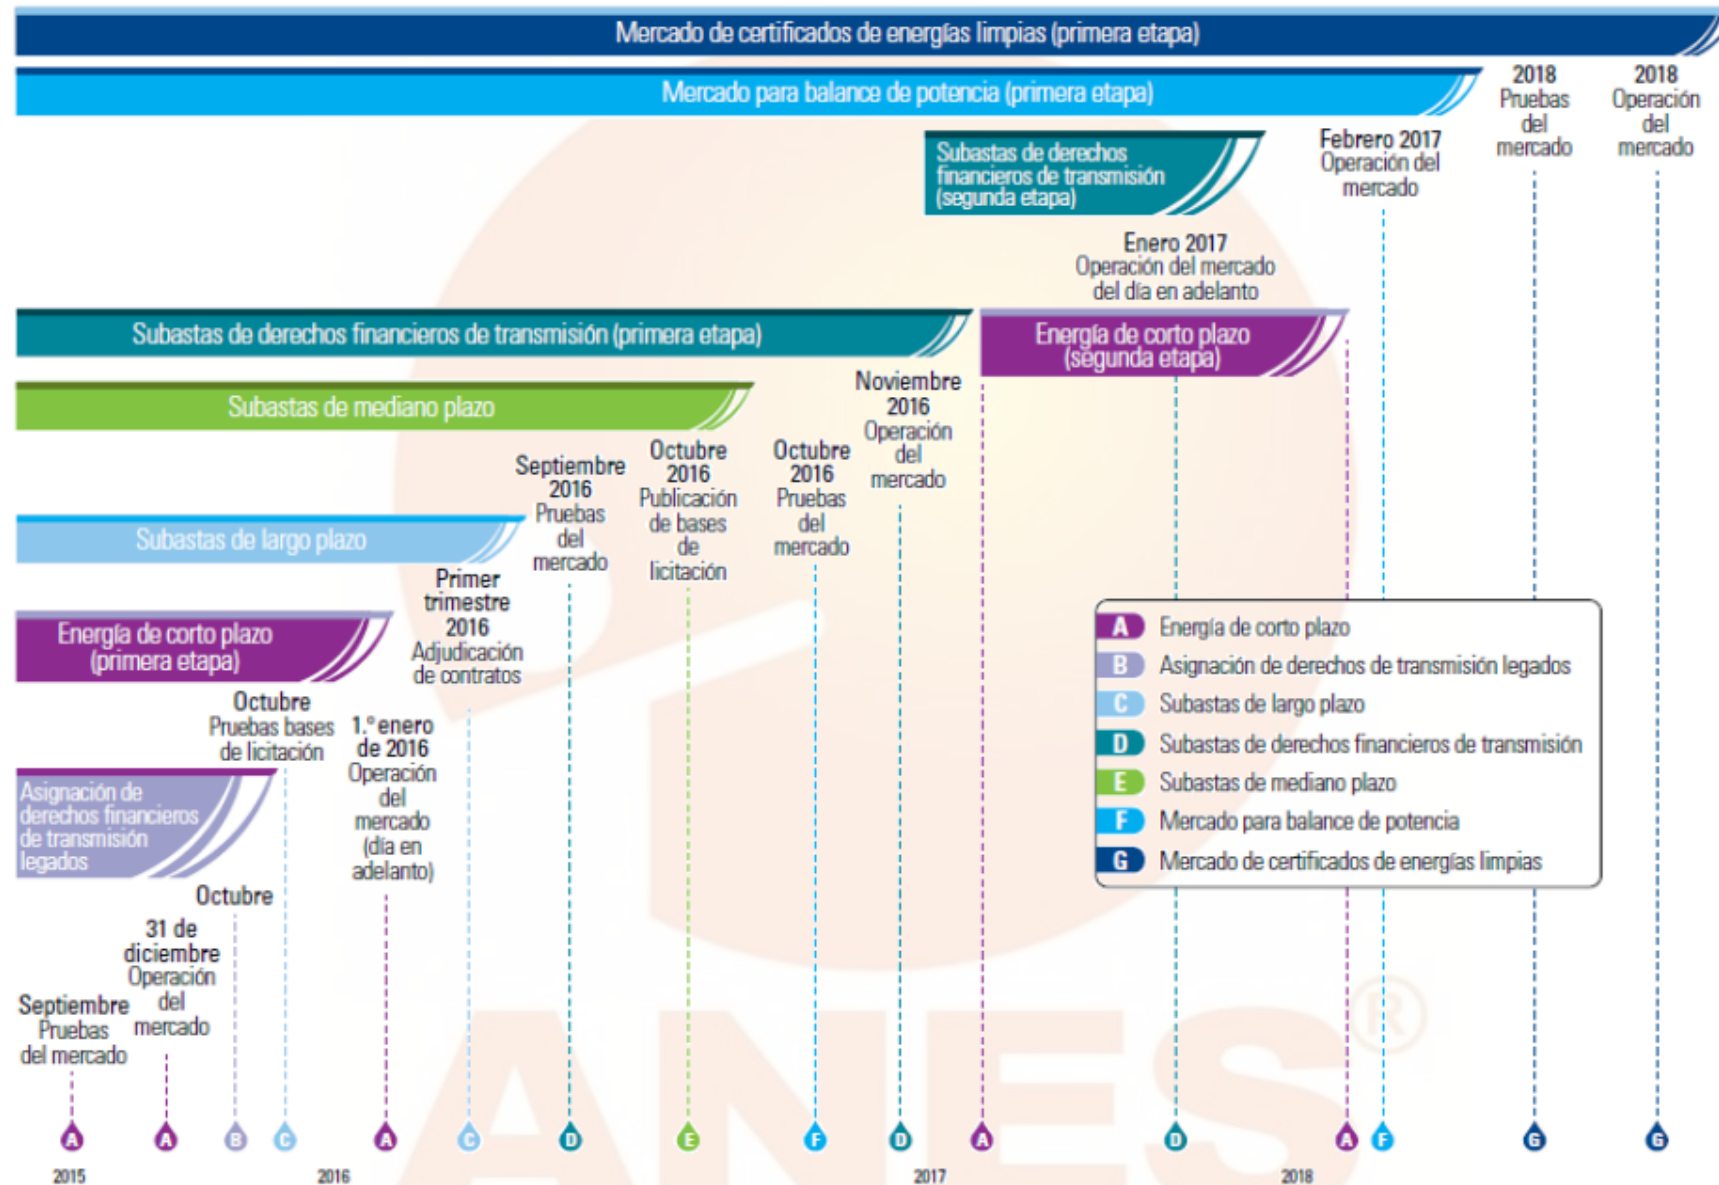 Mercado de certificados de energías limpias (primera etapa)
Mercado para balance de potencia (primera etapa)
2018
Pruebas
del
mercado
2018
Operación
del
mercado
Subastas de derechos
financieros de transmisión
(segunda etapa)
Febrero 2017
Operación del
mercado
Enero 2017
Operación del mercado
del día en adelanto
Subastas de derechos financieros de transmisión (primera etapa)
Energía de corto plazo
(segunda etapa)
Subastas de mediano plazo
Noviembre
2016
Operación
del
mercado
Septiembre
2016
Pruebas
del
mercado
Octubre
2016
Publicación
de bases
de
licitación
Octubre
2016
Pruebas
del
mercado
Subastas de largo plazo
Primer
trimestre
2016
Adjudicación
de contratos
Energía de corto plazo
(primera etapa)
Octubre
Pruebas bases
de licitación
1.º enero
de 2016
Operación
del
mercado
(día en
adelanto)
Asignación de
derechos financieros
de transmisión
legados
Octubre
31 de
diciembre
Operación
del
mercado
Septiembre
Pruebas
del mercado
A Energía de corto plazo
B Asignación de derechos de transmisión legados
C Subastas de largo plazo
D Subastas de derechos financieros de transmisión
E Subastas de mediano plazo
F Mercado para balance de potencia
G Mercado de certificados de energías limpias
ANES®
A A B C A C D E F D A D A F G G
2015 2016 2017 2018